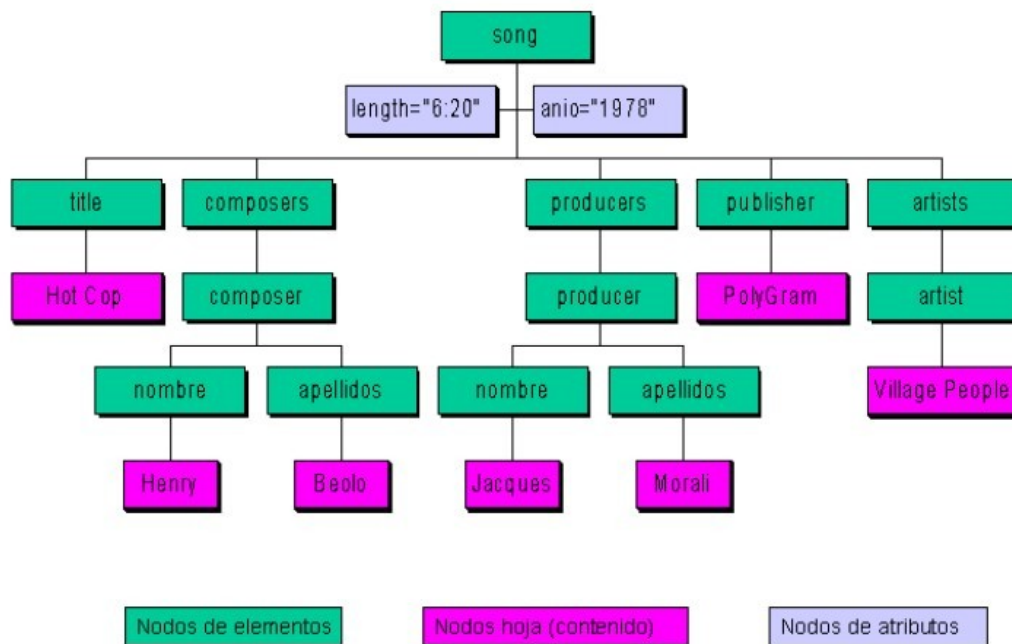 song
length="6:20"
anio="1978"
title
composers
producers
publisher
artists
Hot Cop
composer
producer
PolyGram
artist
nombre
apellidos
nombre
apellidos
Village People
Henry
Beolo
Jacques
Morali
Nodos de elementos
Nodos hoja (contenido)
Nodos de atributos